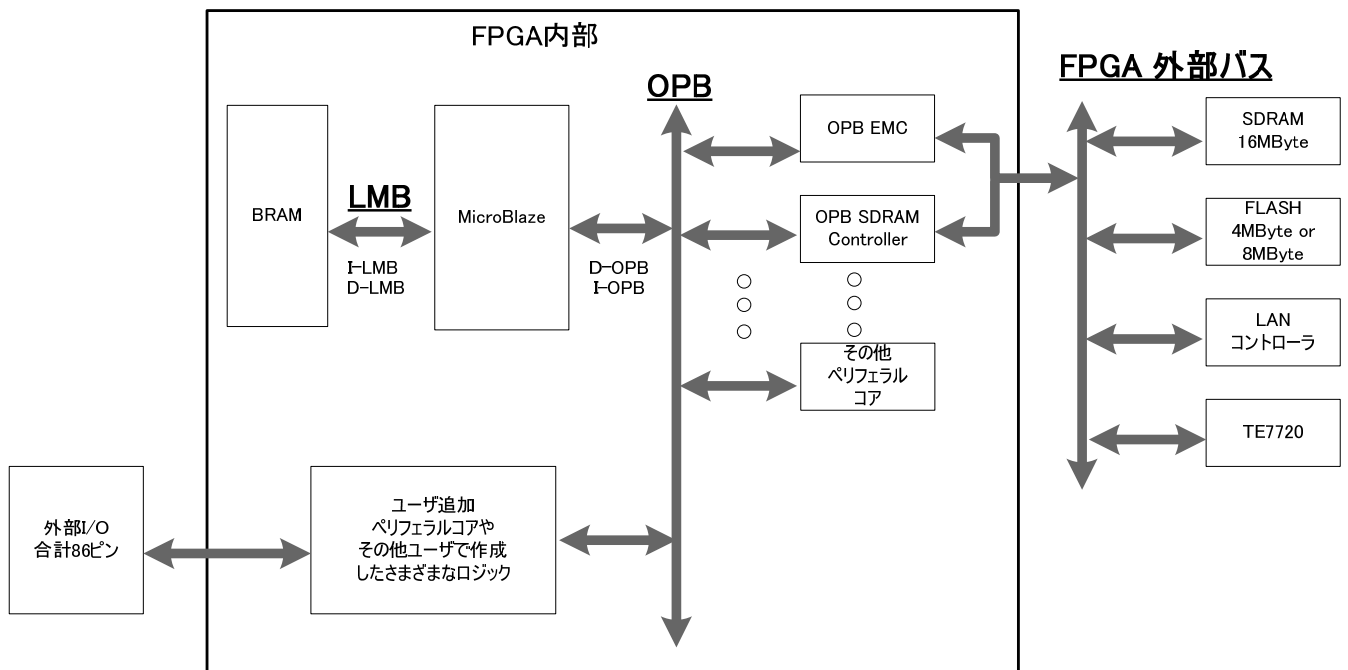 FPGA内部
FPGA 外部バス
OPB
SDRAM
16MByte
OPB EMC
BRAM
LMB
MicroBlaze
OPB SDRAM
Controller
FLASH
4MByte or
8MByte
I-LMB
D-LMB
D-OPB
I-OPB
LAN
コントローラ
その他
ペリフェラル
コア
TE7720
外部I/O
合計86ピン
ユーザ追加
ペリフェラルコアや
その他ユーザで作成
したさまざまなロジック